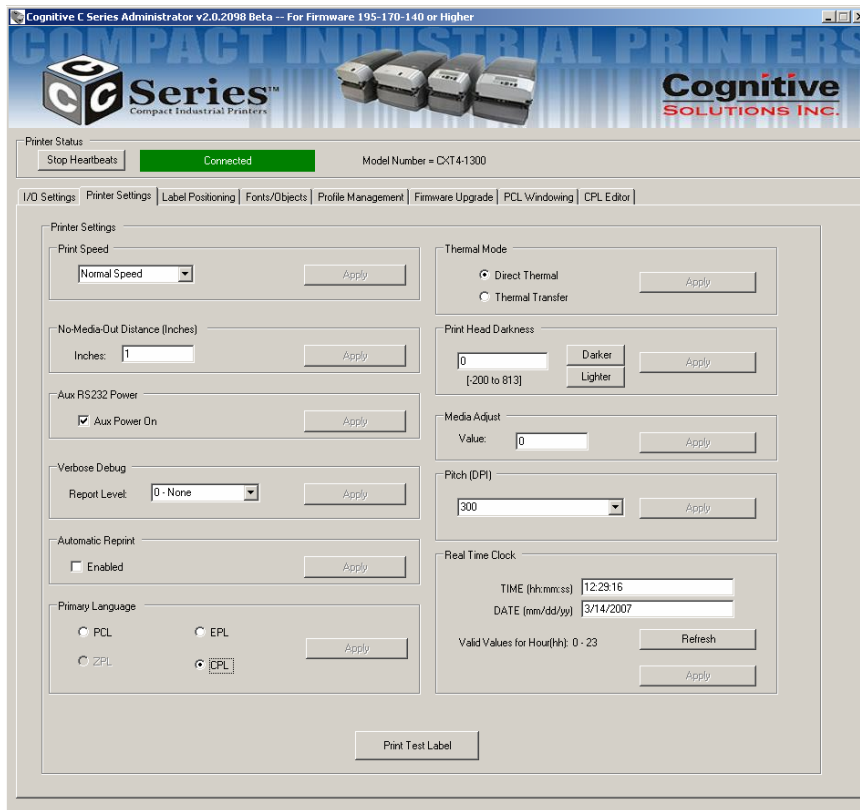 Cognitive C Series Administrator v2.0.2098 Beta -- For Firmware 195-170-140 or Higher
COMPACT INDUSTRIAL PRINTERS
C C C Series™
Compact Industrial Printers
Cognitive
SOLUTIONS INC.
Printer Status
Stop Heartbeats
Connected
Model Number = CXT4-1300
I/O Settings
Printer Settings
Label Positioning
Fonts/Objects
Profile Management
Firmware Upgrade
PCL Windowing
CPL Editor
Printer Settings
Print Speed
Normal Speed
Apply
No-Media-Out Distance (Inches)
Inches: 1
Apply
Aux RS232 Power
Aux Power On
Apply
Verbose Debug
Report Level: 0 - None
Apply
Automatic Reprint
Enabled
Apply
Primary Language
PCL
EPL
ZPL
CPL
Apply
Thermal Mode
Direct Thermal
Thermal Transfer
Apply
Print Head Darkness
0
[-200 to 813]
Darker
Lighter
Apply
Media Adjust
Value: 0
Apply
Pitch (DPI)
300
Apply
Real Time Clock
TIME (hh:mm:ss) 12:29:16
DATE (mm/dd/yy) 3/14/2007
Valid Values for Hour(hh): 0 - 23
Refresh
Apply
Print Test Label